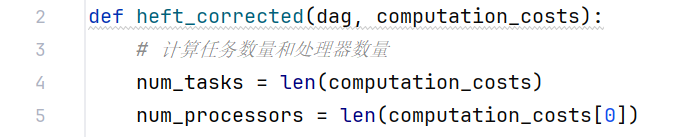 2 def heft_corrected(dag, computation_costs):
3 # 计算任务数量和处理器数量
4 num_tasks = len(computation_costs)
5 num_processors = len(computation_costs[0])